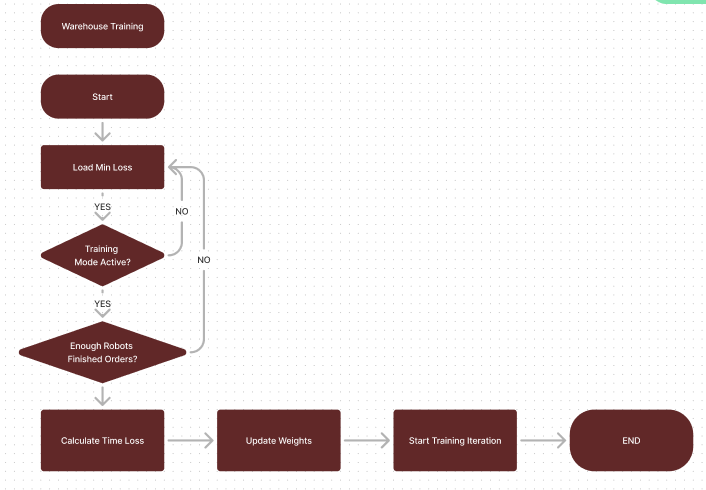 Warehouse Training
Start
Load Min Loss
YES
NO
Training
Mode Active?
NO
YES
Enough Robots
Finished Orders?
Calculate Time Loss
Update Weights
Start Training Iteration
END